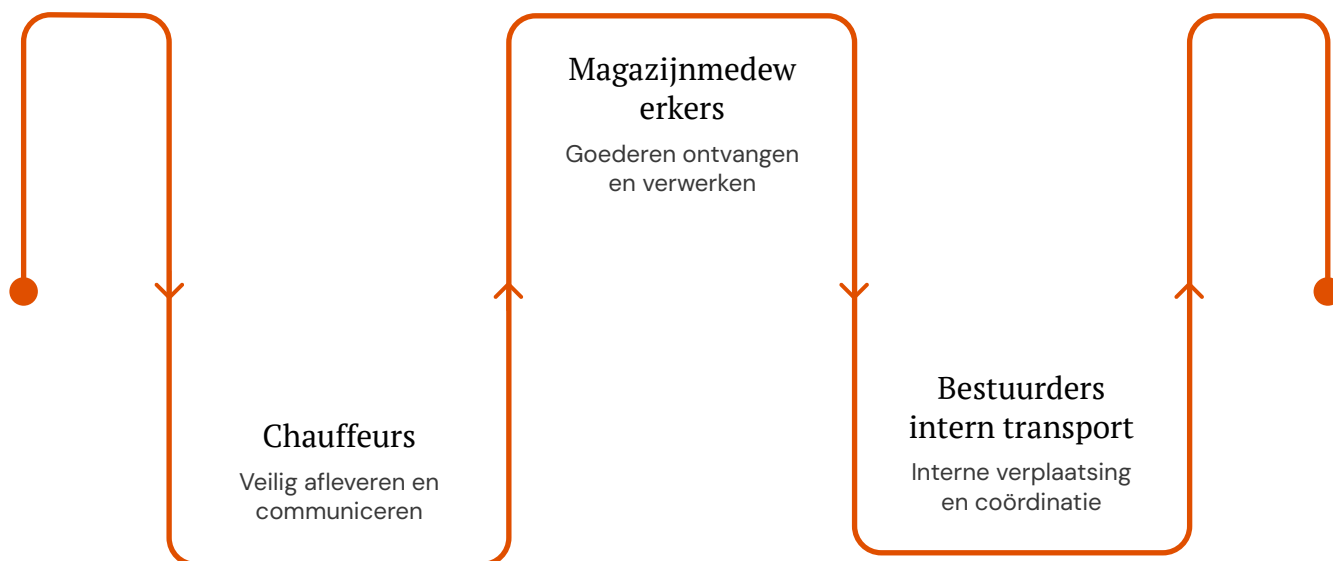 Magazijnmedew
erkers
Goederen ontvangen
en verwerken
Chauffeurs
Veilig afleveren en
communiceren
Bestuurders
intern transport
Interne verplaatsing
en coördinatie